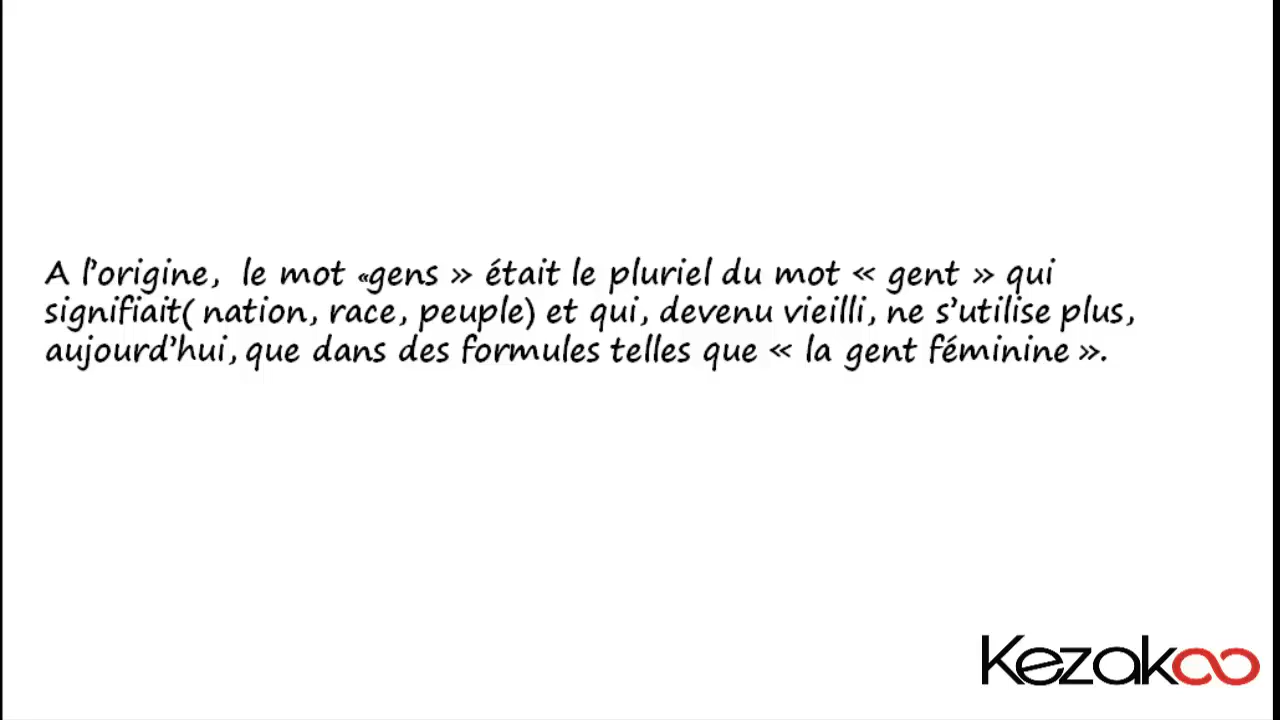 A l’origine, le mot «gens » était le pluriel du mot « gent » qui
signifiait( nation, race, peuple) et qui, devenu vieilli, ne s’utilise plus,
aujourd’hui, que dans des formules telles que « la gent féminine ».
Kezakoo